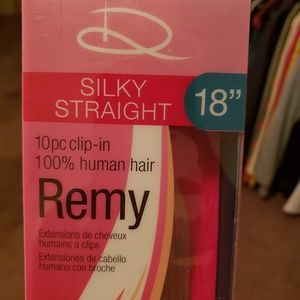 SILKY
STRAIGHT
18"
10pc clip-in
100% human hair
Remy
Extensions de cheveux
humains a clips
Extensiones de cabello
humano con broche